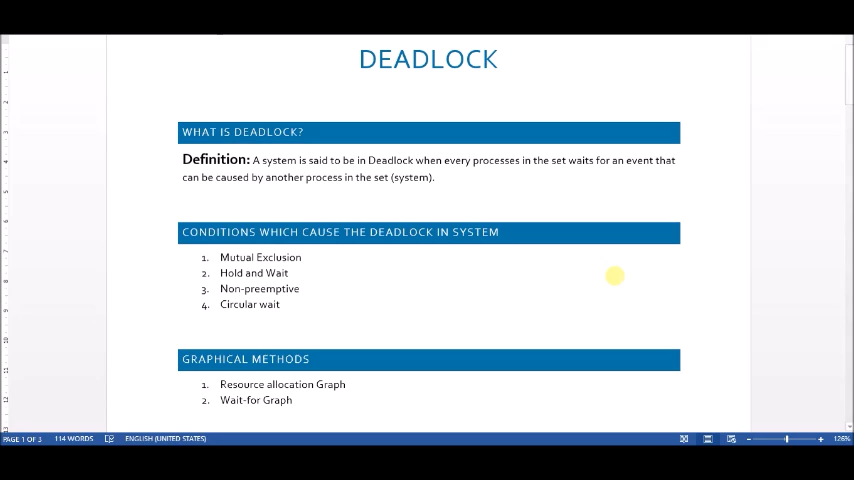 DEADLOCK
WHAT IS DEADLOCK?
Definition: A system is said to be in Deadlock when every processes in the set waits for an event that
can be caused by another process in the set (system).
CONDITIONS WHICH CAUSE THE DEADLOCK IN SYSTEM
1. Mutual Exclusion
2. Hold and Wait
3. Non-preemptive
4. Circular wait
GRAPHICAL METHODS
1. Resource allocation Graph
2. Wait-for Graph
PAGE 1 OF 3 114 WORDS ENGLISH (UNITED STATES) 126%